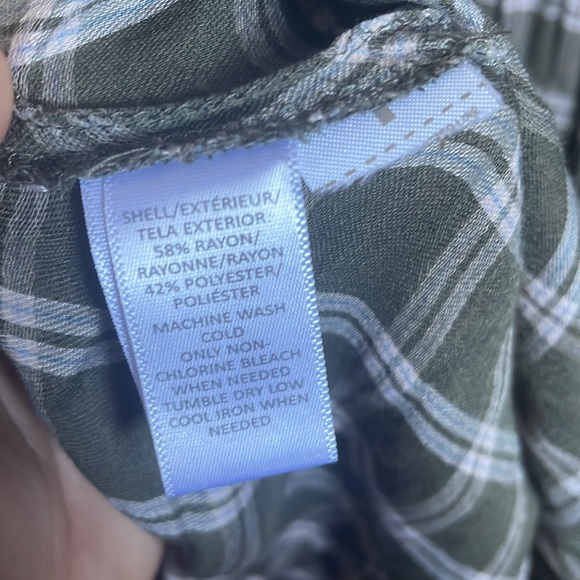 SHELL/EXTÉRIEUR/
TELA EXTERIOR
58% RAYON/
RAYONNE/RAYON
42% POLYESTER/
POLIÉSTER
MACHINE WASH
COLD
ONLY NON-
CHLORINE BLEACH
WHEN NEEDED
TUMBLE DRY LOW
COOL IRON WHEN
NEEDED